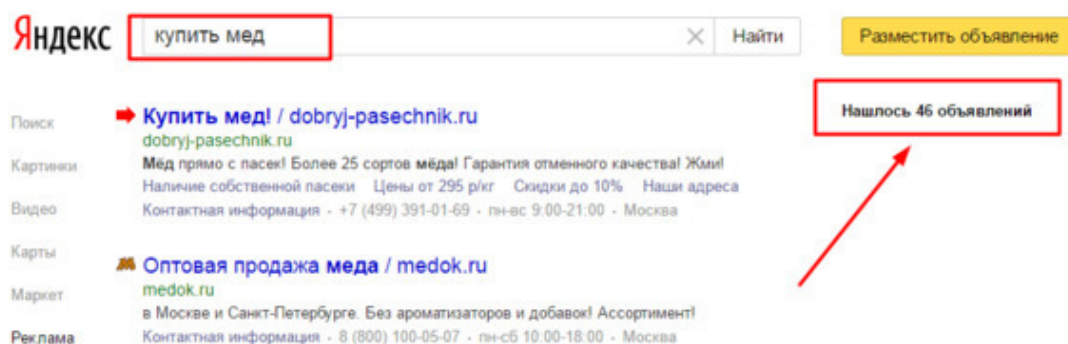 Яндекс купить мед Найти Разместить объявление
Нашлось 46 объявлений
Поиск
Картинки
Видео
Карты
Маркет
Реклама
Купить мед! / dobryj-pasechnik.ru
dobryj-pasechnik.ru
Мёд прямо с пасек! Более 25 сортов мёда! Гарантия отменного качества! Жми!
Наличие собственной пасеки Цены от 295 р/кг Скидки до 10% Наши адреса
Контактная информация · +7 (499) 391-01-69 · пн-вс 9:00-21:00 · Москва
Оптовая продажа меда / medok.ru
medok.ru
в Москве и Санкт-Петербурге. Без ароматизаторов и добавок! Ассортимент!
Контактная информация · 8 (800) 100-05-07 · пн-сб 10:00-18:00 · Москва